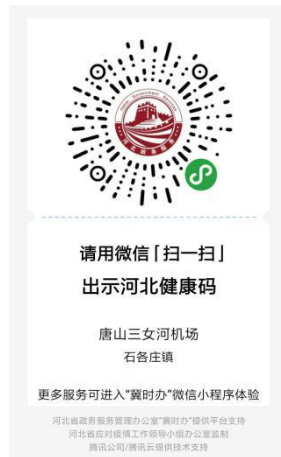 请用微信「扫一扫」
出示河北健康码
唐山三女河机场
石各庄镇
更多服务可进入“冀时办”微信小程序体验
河北省政务服务管理办公室“冀时办”提供平台支持
河北省应对疫情工作领导小组办公室监制
腾讯公司/腾讯云提供技术支持